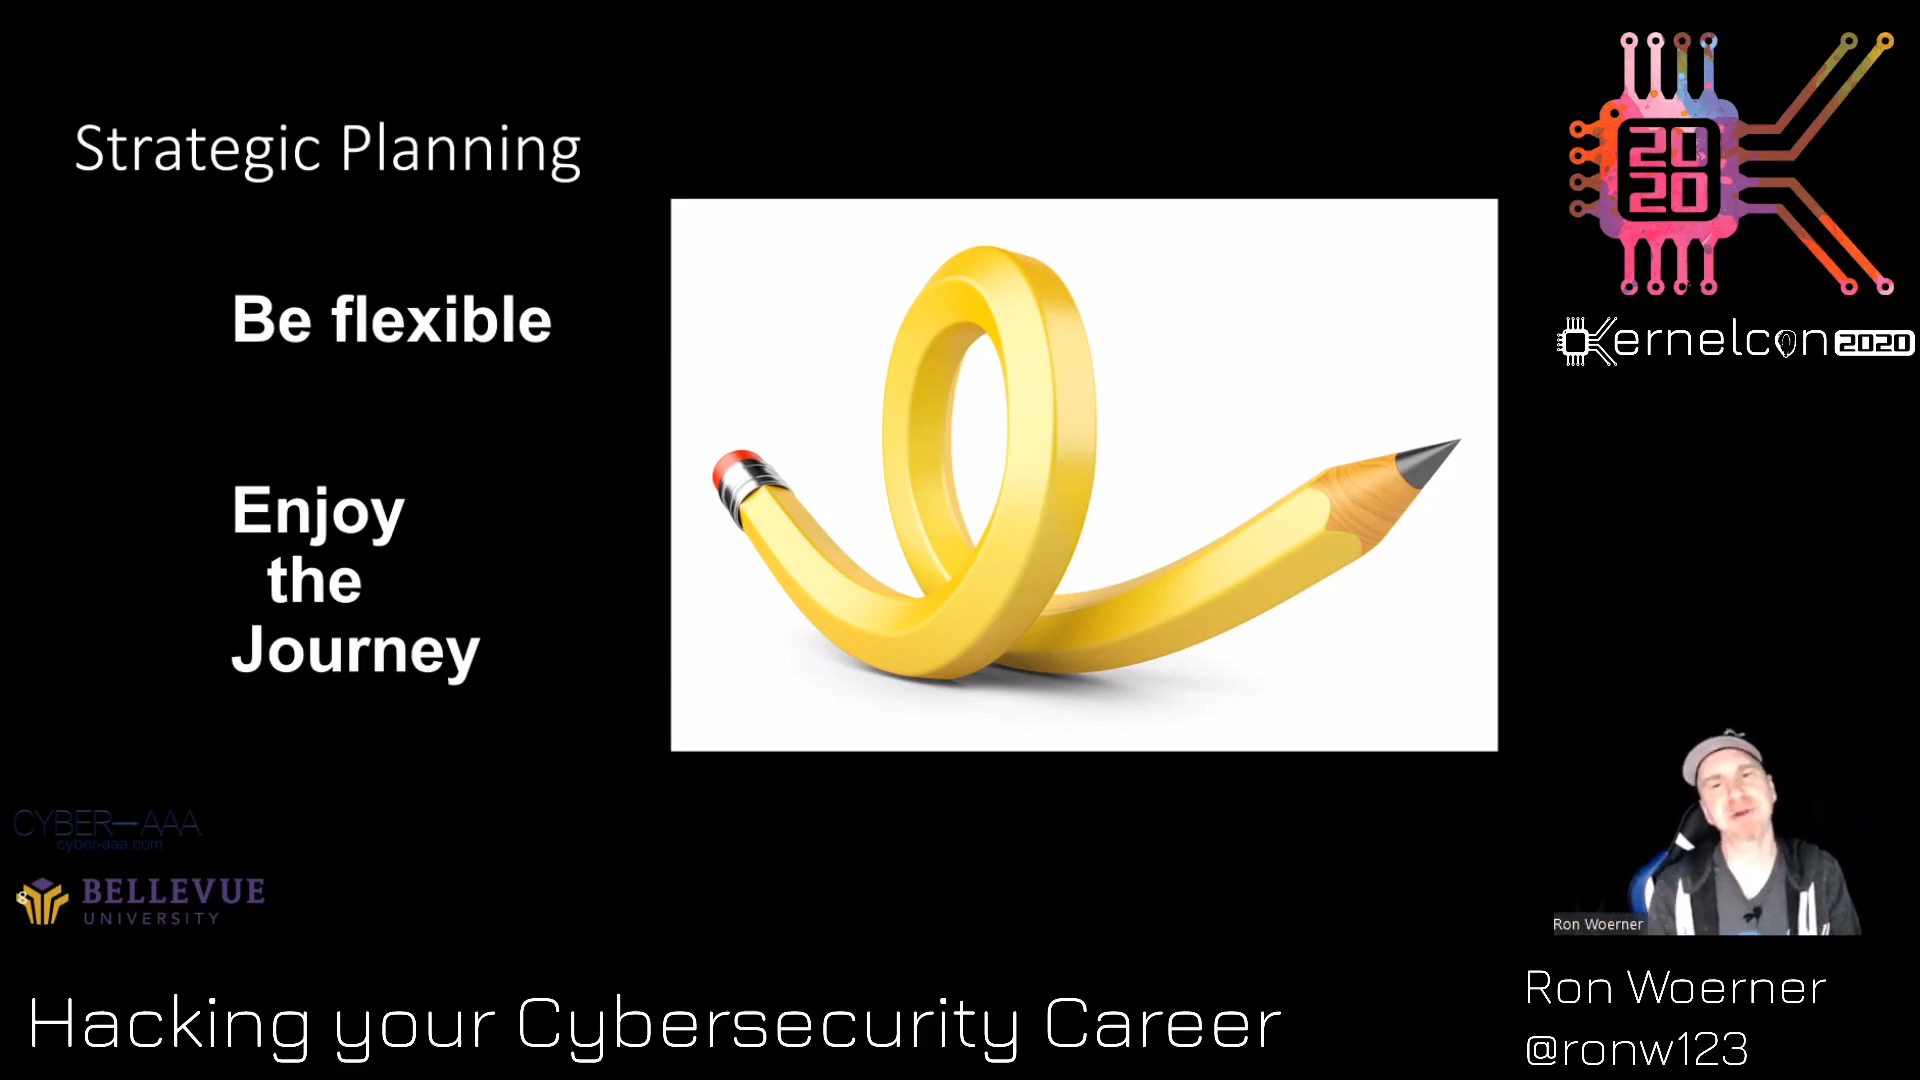 Strategic Planning
Be flexible
Enjoy
the
Journey
20
20
Kernelcon 2020
CYBER—AAA
cyber-aaa.com
8
BELLEVUE
UNIVERSITY
Ron Woerner
Hacking your Cybersecurity Career
Ron Woerner
@ronw123